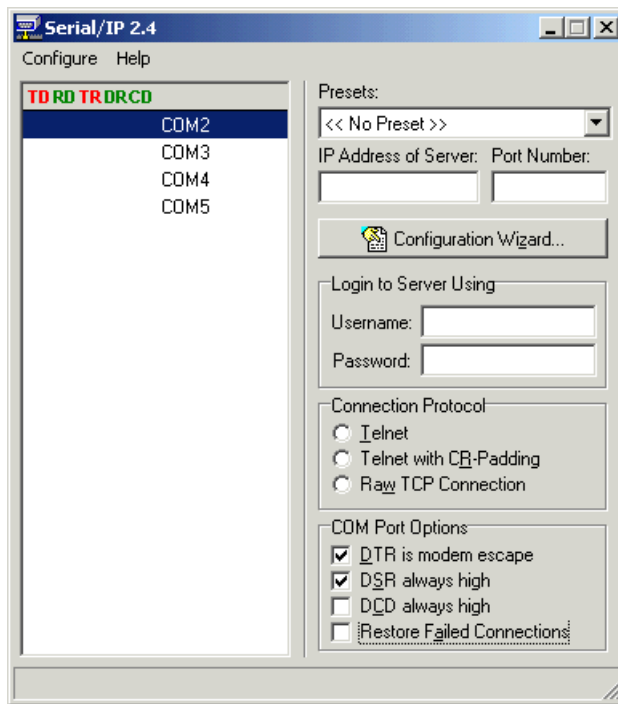 Serial/IP 2.4
Configure Help
TD RD TR DR CD
COM2
COM3
COM4
COM5
Presets:
<< No Preset >>
IP Address of Server: Port Number:
Configuration Wizard...
Login to Server Using
Username:
Password:
Connection Protocol
Telnet
Telnet with CR-Padding
Raw TCP Connection
COM Port Options
DTR is modem escape
DSR always high
DCD always high
Restore Failed Connections